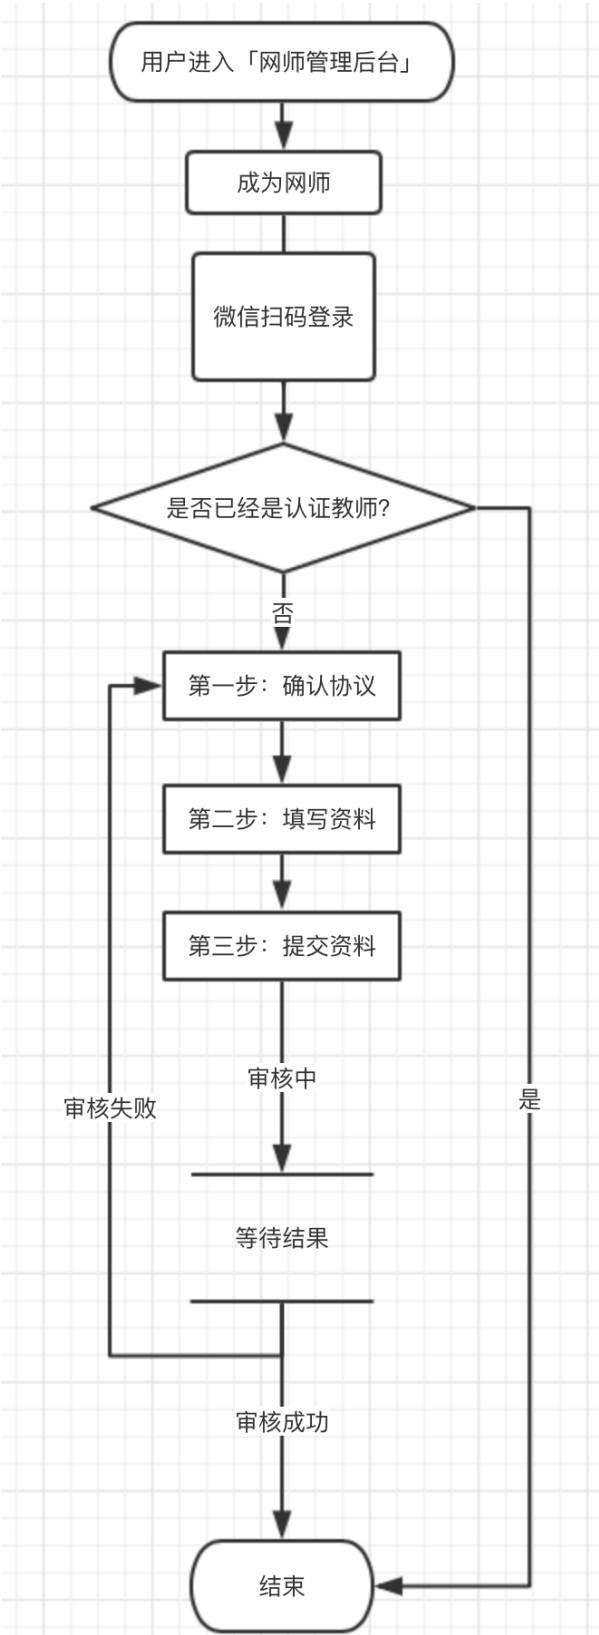 用户进入「网师管理后台」
成为网师
微信扫码登录
是否已经是认证教师?
否
第一步：确认协议
第二步：填写资料
第三步：提交资料
审核中
审核失败
是
等待结果
审核成功
结束